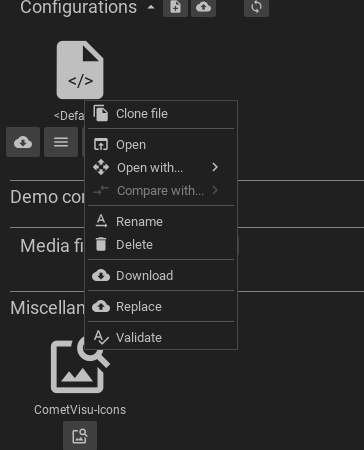 Configurations
</>
<Defa
Clone file
Open
Open with...
Compare with...
Rename
Delete
Download
Replace
Validate
Demo co
Media fi
Miscellan
CometVisu-Icons